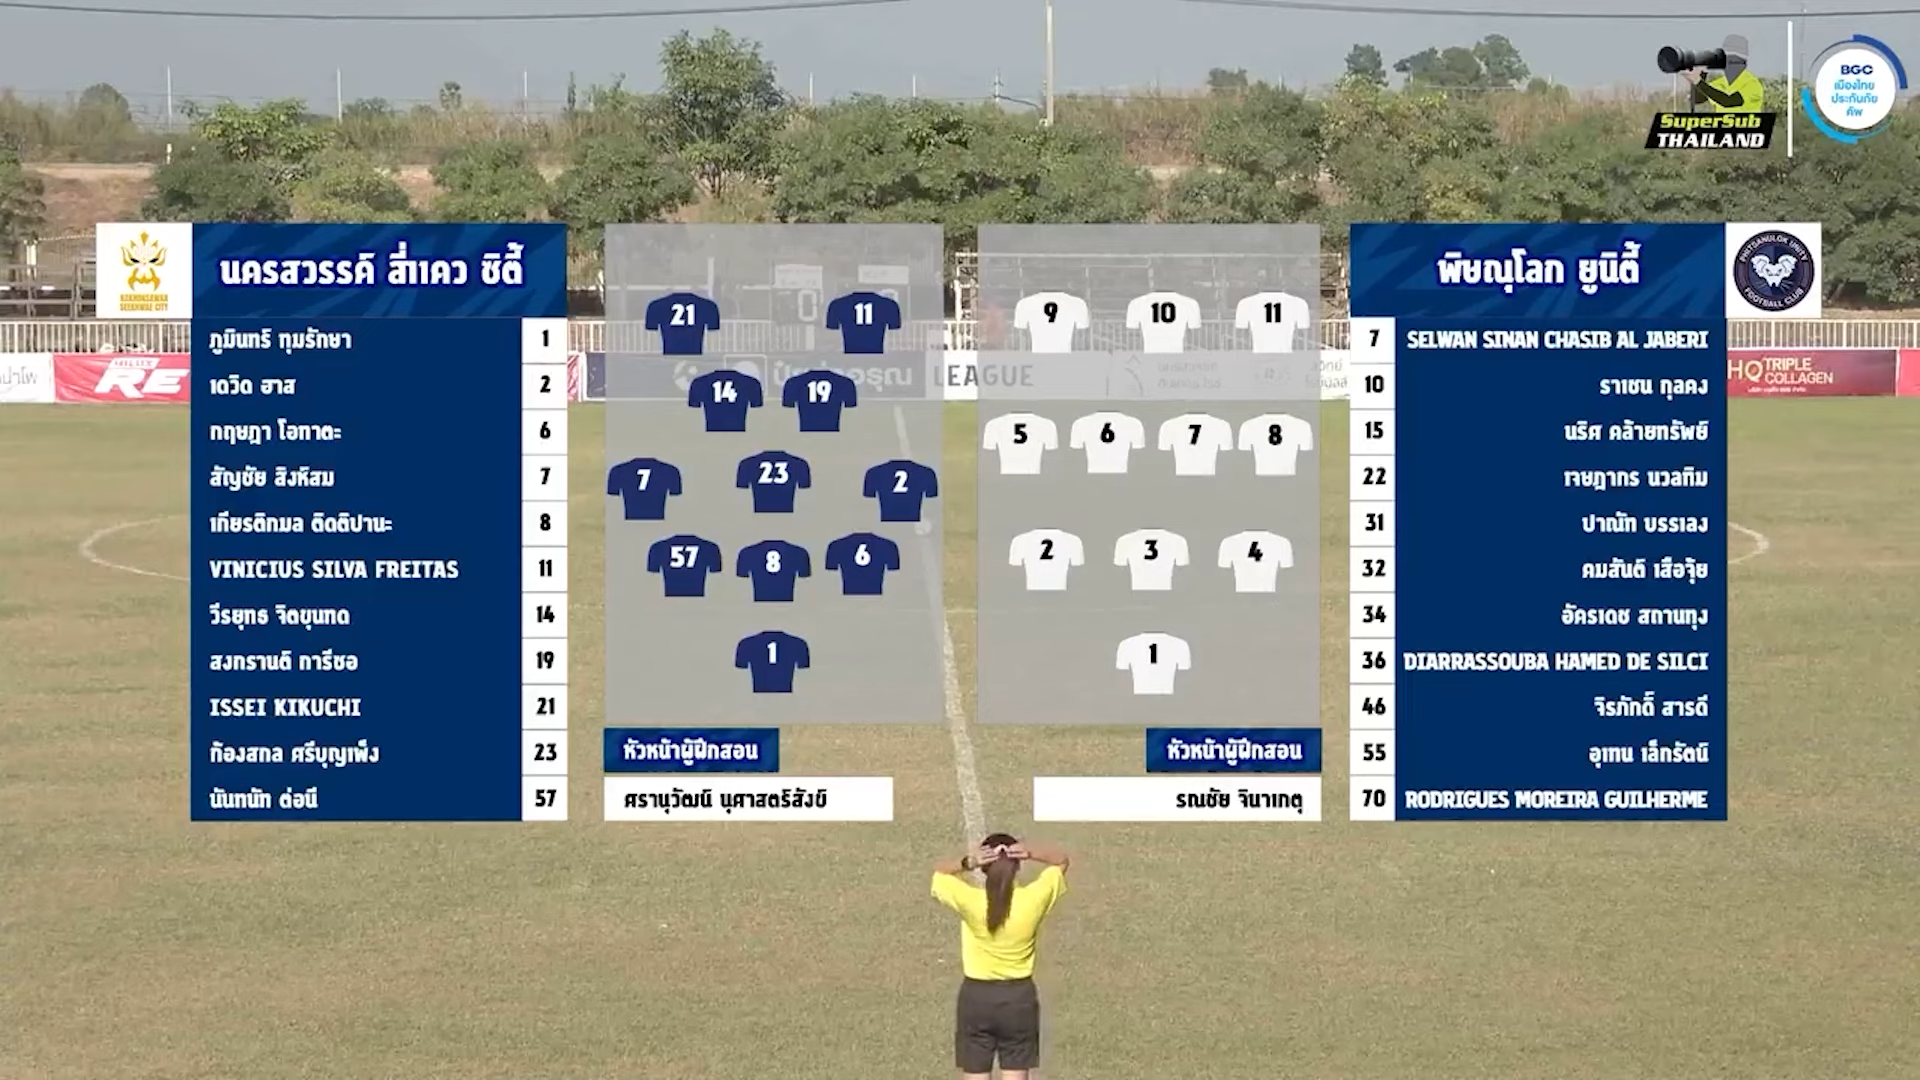 SuperSub
THAILAND
BGC
เมืองไทย
ประกันภัย
คัพ
นครสวรรค์ สี่แคว ซิตี้
NAKHONSAWAN
SEEKHWAE CITY
ภูมินทร์ ทุมรักษา 1
เดวิด ฮาส 2
กฤษฎา โอทาตะ 6
สัญชัย สิงห์สม 7
เกียรติกมล ติดติปานะ 8
VINICIUS SILVA FREITAS 11
วีรยุทธ จิตขุนทด 14
สงกรานต์ การีซอ 19
ISSEI KIKUCHI 21
ก้องสกล ศรีบุญเพ็ง 23
นันทนัท ต่อนี 57
21 11
14 19
7 23 2
57 8 6
1
หัวหน้าผู้ฝึกสอน
ศรานุวัฒน์ นุศาสตร์สังข์
9 10 11
5 6 7 8
2 3 4
1
หัวหน้าผู้ฝึกสอน
รณชัย จินาเกตุ
พิษณุโลก ยูนิตี้
PHITSANULOK UNITY
FOOTBALL CLUB
7 SELWAN SINAN CHASIB AL JABERI
10 ราเชน กุลคง
15 นริศ คล้ายทรัพย์
22 เจษฎากร นวลทิม
31 ปาณัท บรรเลง
32 คมสันต์ เสือจุ้ย
34 อัครเดช สถานทุง
36 DIARRASSOUBA HAMED DE SILCI
46 จิรภักดิ์ สารดี
55 อุเทน เล็กรัตน์
70 RODRIGUES MOREIRA GUILHERME
RE
LEAGUE
HQ TRIPLE
COLLAGEN